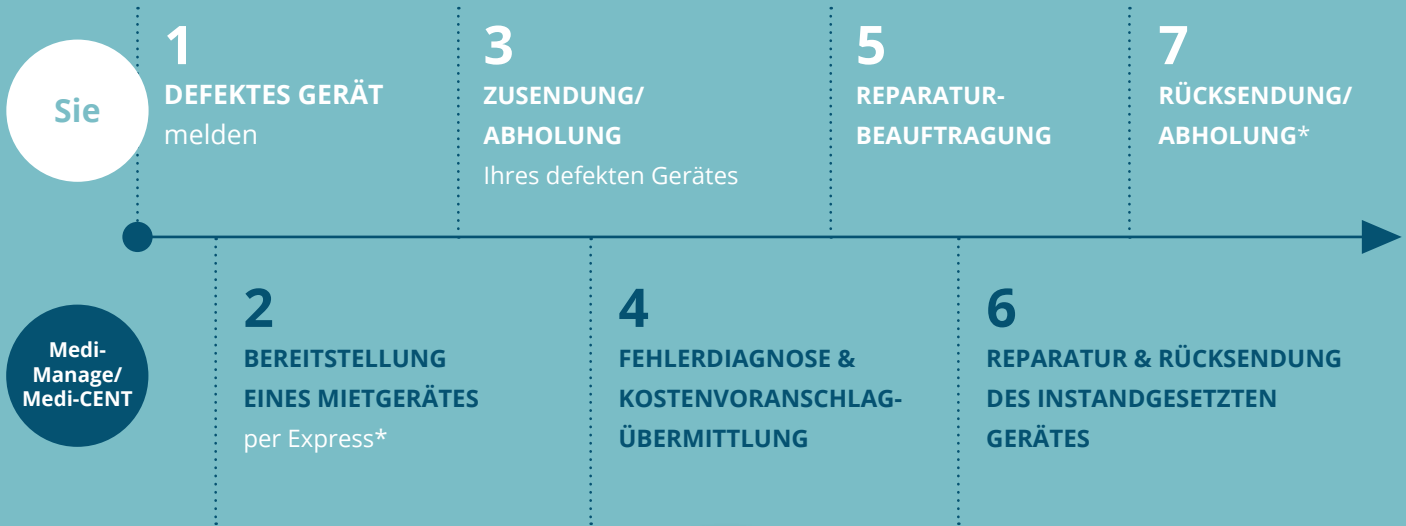 Sie
1
DEFEKTES GERÄT
melden
3
ZUSENDUNG/
ABHOLUNG
Ihres defekten Gerätes
5
REPARATUR-
BEAUFTRAGUNG
7
RÜCKSENDUNG/
ABHOLUNG*
Medi-
Manage/
Medi-CENT
2
BEREITSTELLUNG
EINES MIETGERÄTES
per Express*
4
FEHLERDIAGNOSE &
KOSTENVORANSCHLAG-
ÜBERMITTLUNG
6
REPARATUR & RÜCKSENDUNG
DES INSTANDGESETZTEN
GERÄTES